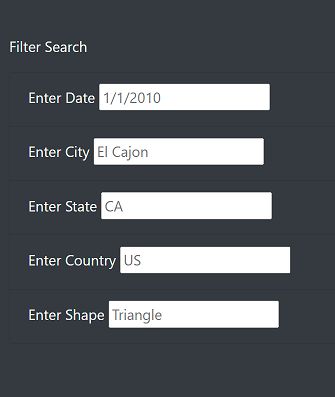 Filter Search
Enter Date 1/1/2010
Enter City El Cajon
Enter State CA
Enter Country US
Enter Shape Triangle